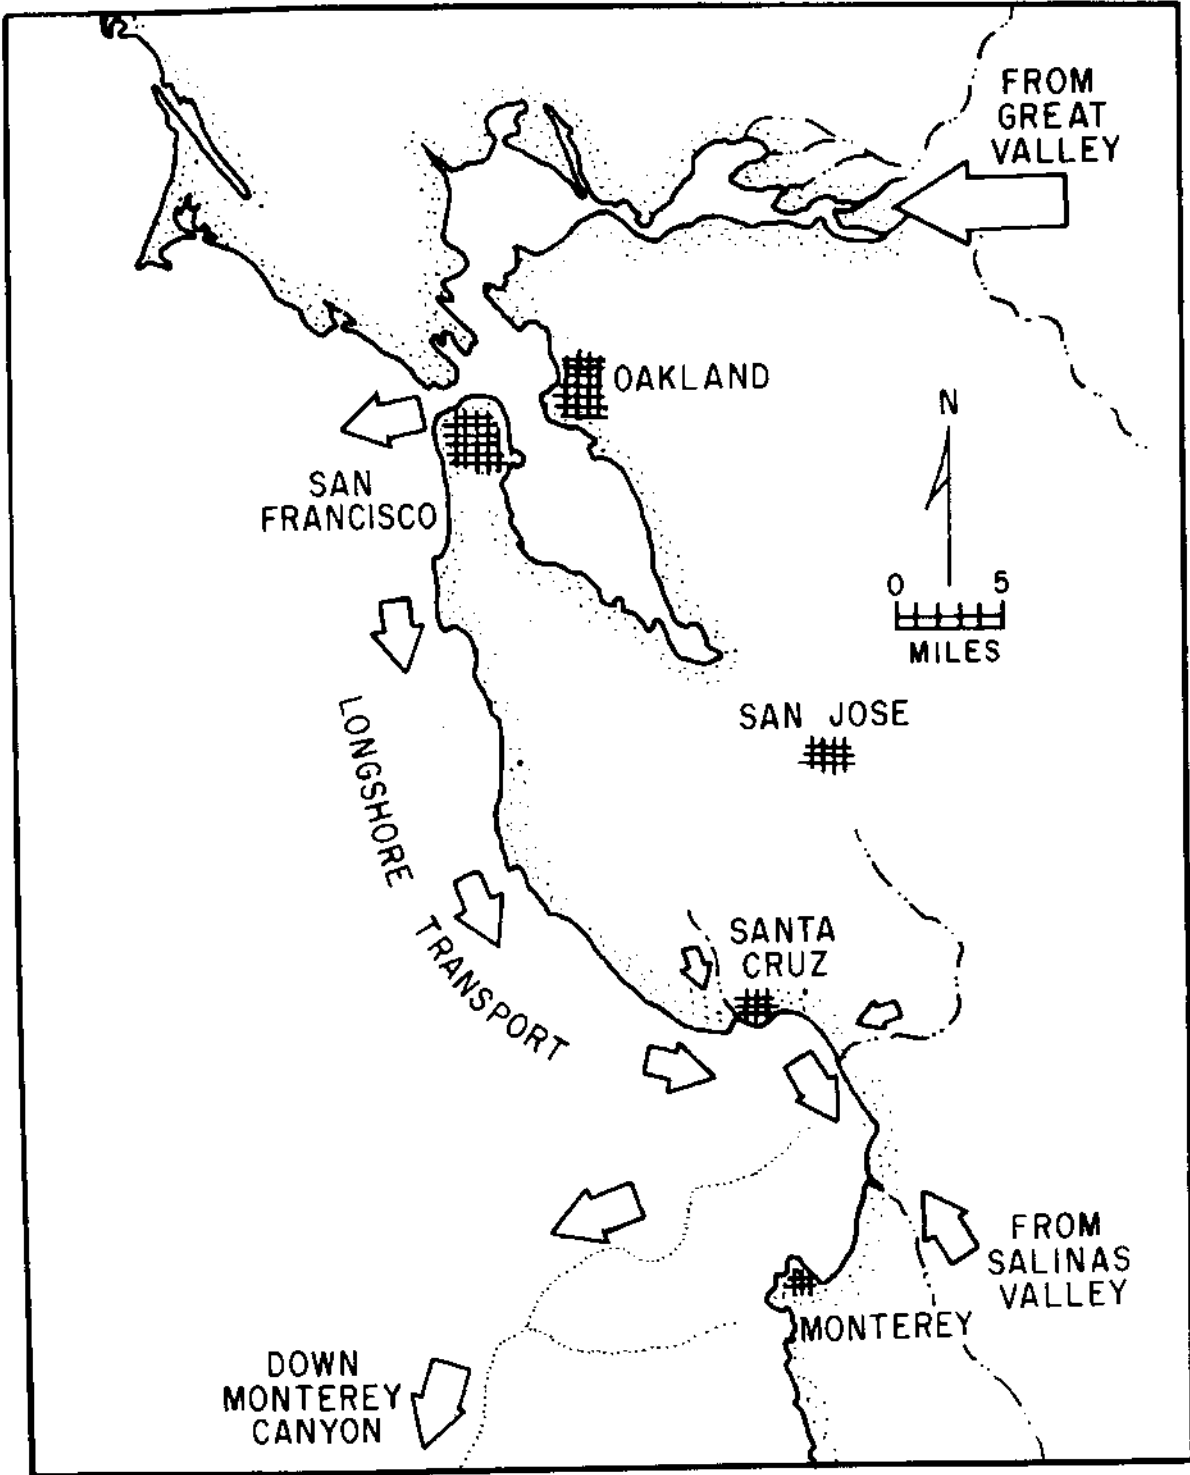 FROM
GREAT
VALLEY
OAKLAND
N
SAN
FRANCISCO
0 5
MILES
SAN JOSE
LONGSHORE
TRANSPORT
SANTA
CRUZ
FROM
SALINAS
VALLEY
MONTEREY
DOWN
MONTEREY
CANYON